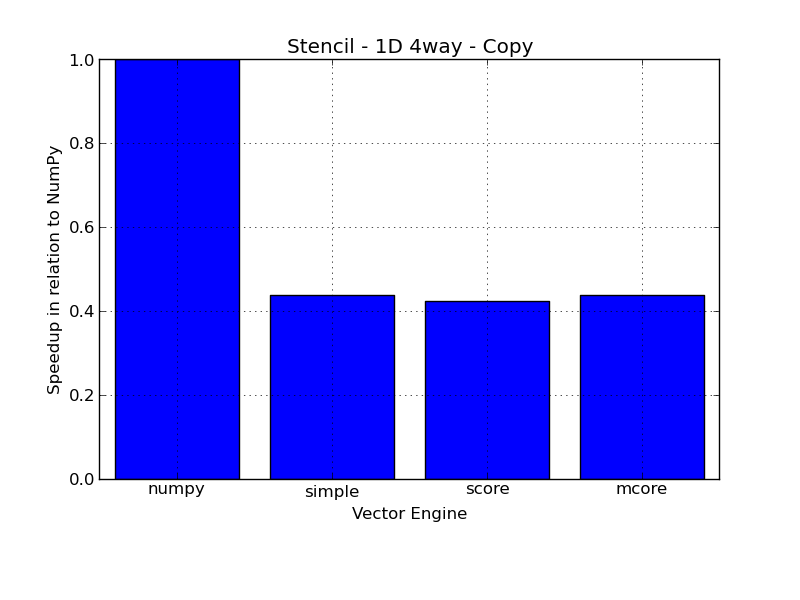 Stencil - 1D 4way - Copy
Speedup in relation to NumPy
1.0
0.8
0.6
0.4
0.2
0.0
numpy simple score mcore
Vector Engine